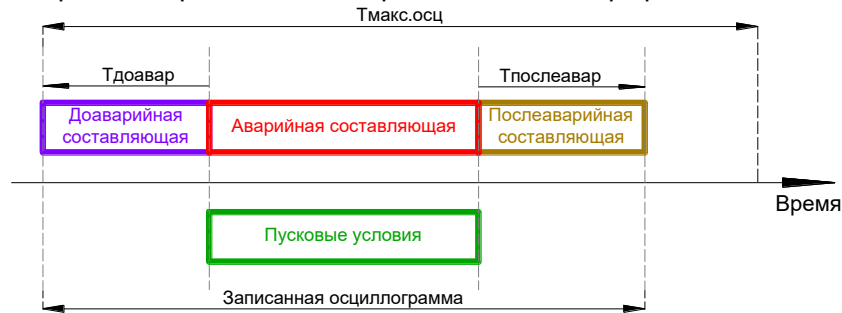 Тмакс.осц
Тдоавар
Тпослеавар
Доаварийная
составляющая
Аварийная составляющая
Послеаварийная
составляющая
Время
Пусковые условия
Записанная осциллограмма